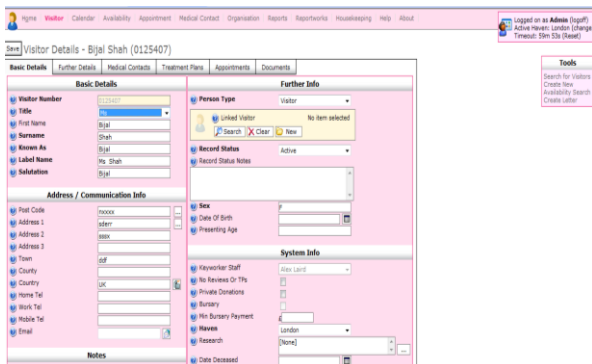 Home Visitor Calendar Availability Appointment Medical Contact Organisation Reports Reportworks Housekeeping Help About
Logged on as Admin (logoff)
Active Haven: London (change
Timeout: 59m 53s (Reset)
Save Visitor Details - Bijal Shah (0125407)
Tools
Search for Visitors
Create New
Availability Search
Create Letter
Basic Details Further Details Medical Contacts Treatment Plans Appointments Documents
Basic Details
Visitor Number 0125407
Title Ms
First Name Bijal
Surname Shah
Known As Bijal
Label Name Ms Shah
Salutation Bijal
Address / Communication Info
Post Code nxxxx ...
Address 1 sderr ...
Address 2 sssx
Address 3
Town ddf
County
Country UK
Home Tel
Work Tel
Mobile Tel
Email
Notes
Further Info
Person Type Visitor
Linked Visitor No item selected
Search Clear New
Record Status Active
Record Status Notes
Sex F
Date Of Birth
Presenting Age
System Info
Keyworker Staff Alex Laird
No Reviews Or TPs
Private Donations
Bursary
Min Bursary Payment £
Haven London
Research [None] ...
Date Deceased